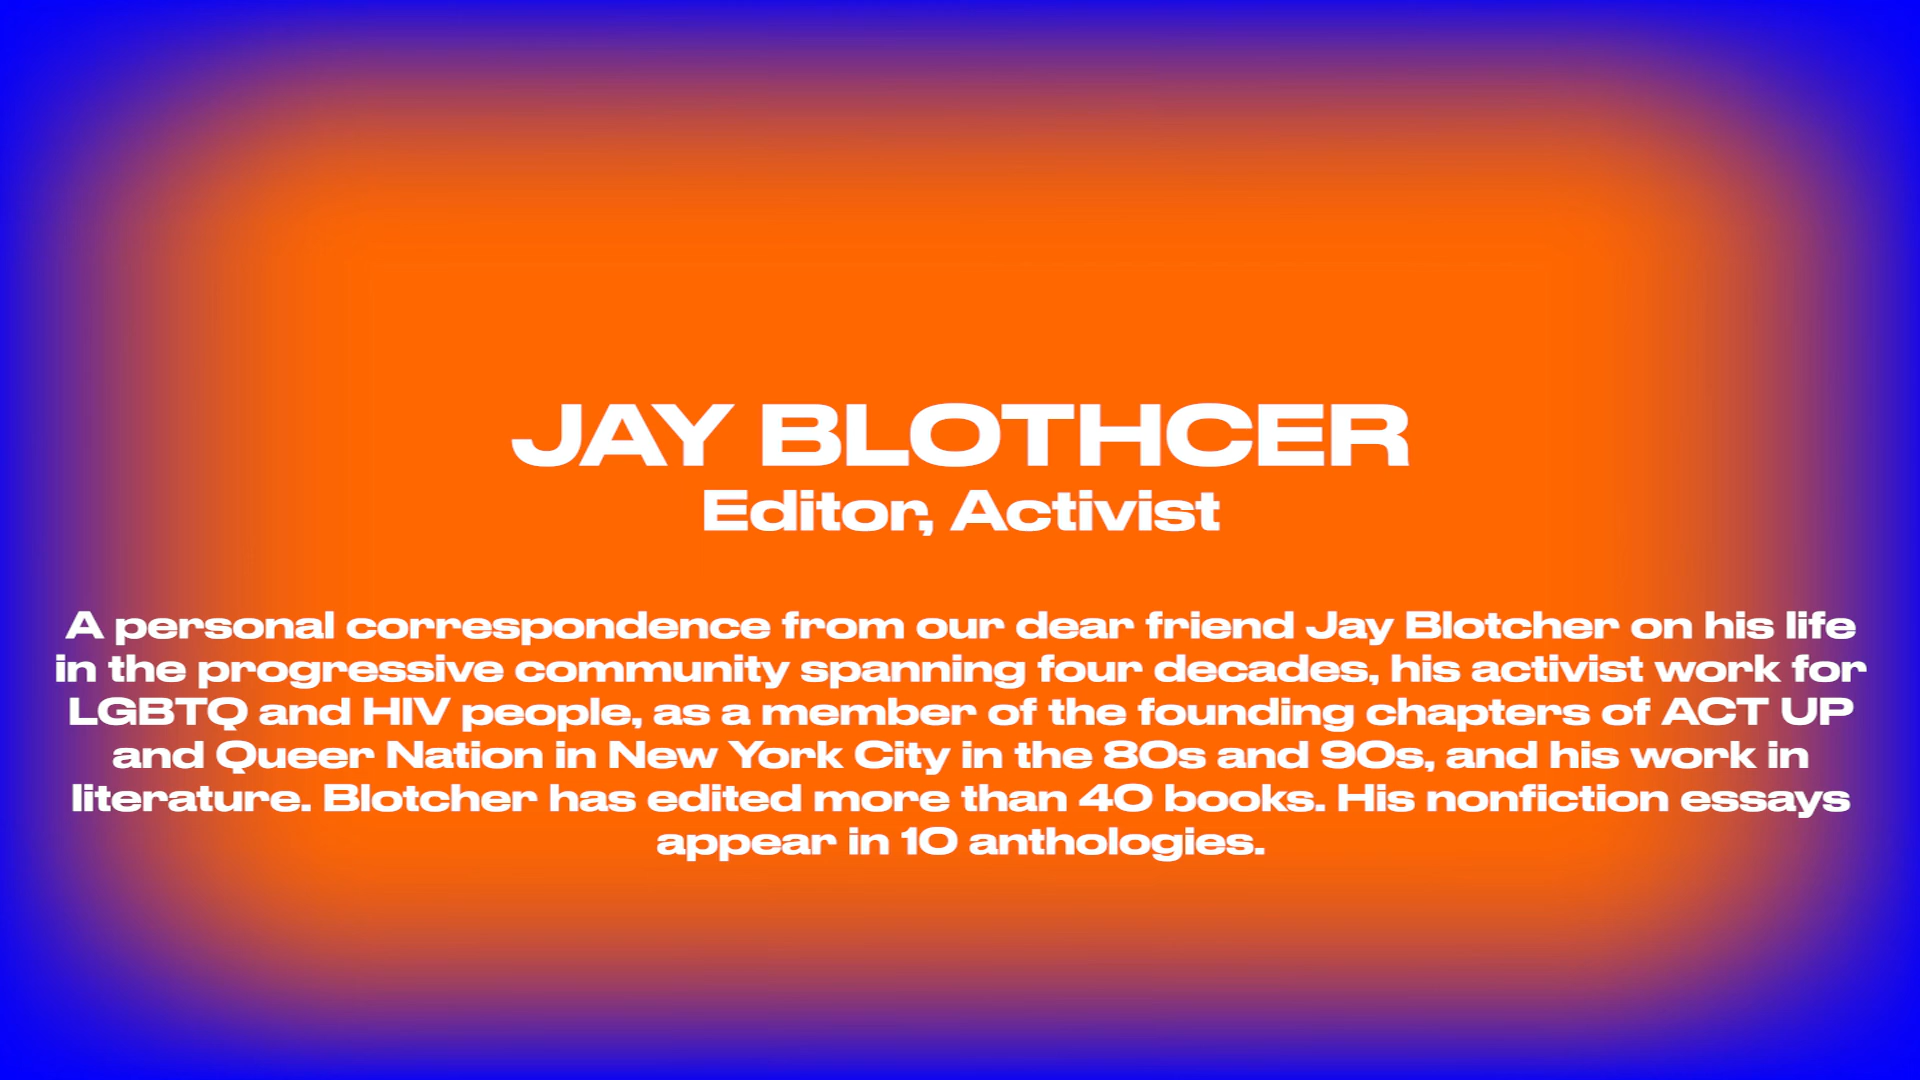 JAY BLOTHCER
Editor, Activist
A personal correspondence from our dear friend Jay Blotcher on his life
in the progressive community spanning four decades, his activist work for
LGBTQ and HIV people, as a member of the founding chapters of ACT UP
and Queer Nation in New York City in the 80s and 90s, and his work in
literature. Blotcher has edited more than 40 books. His nonfiction essays
appear in 10 anthologies.